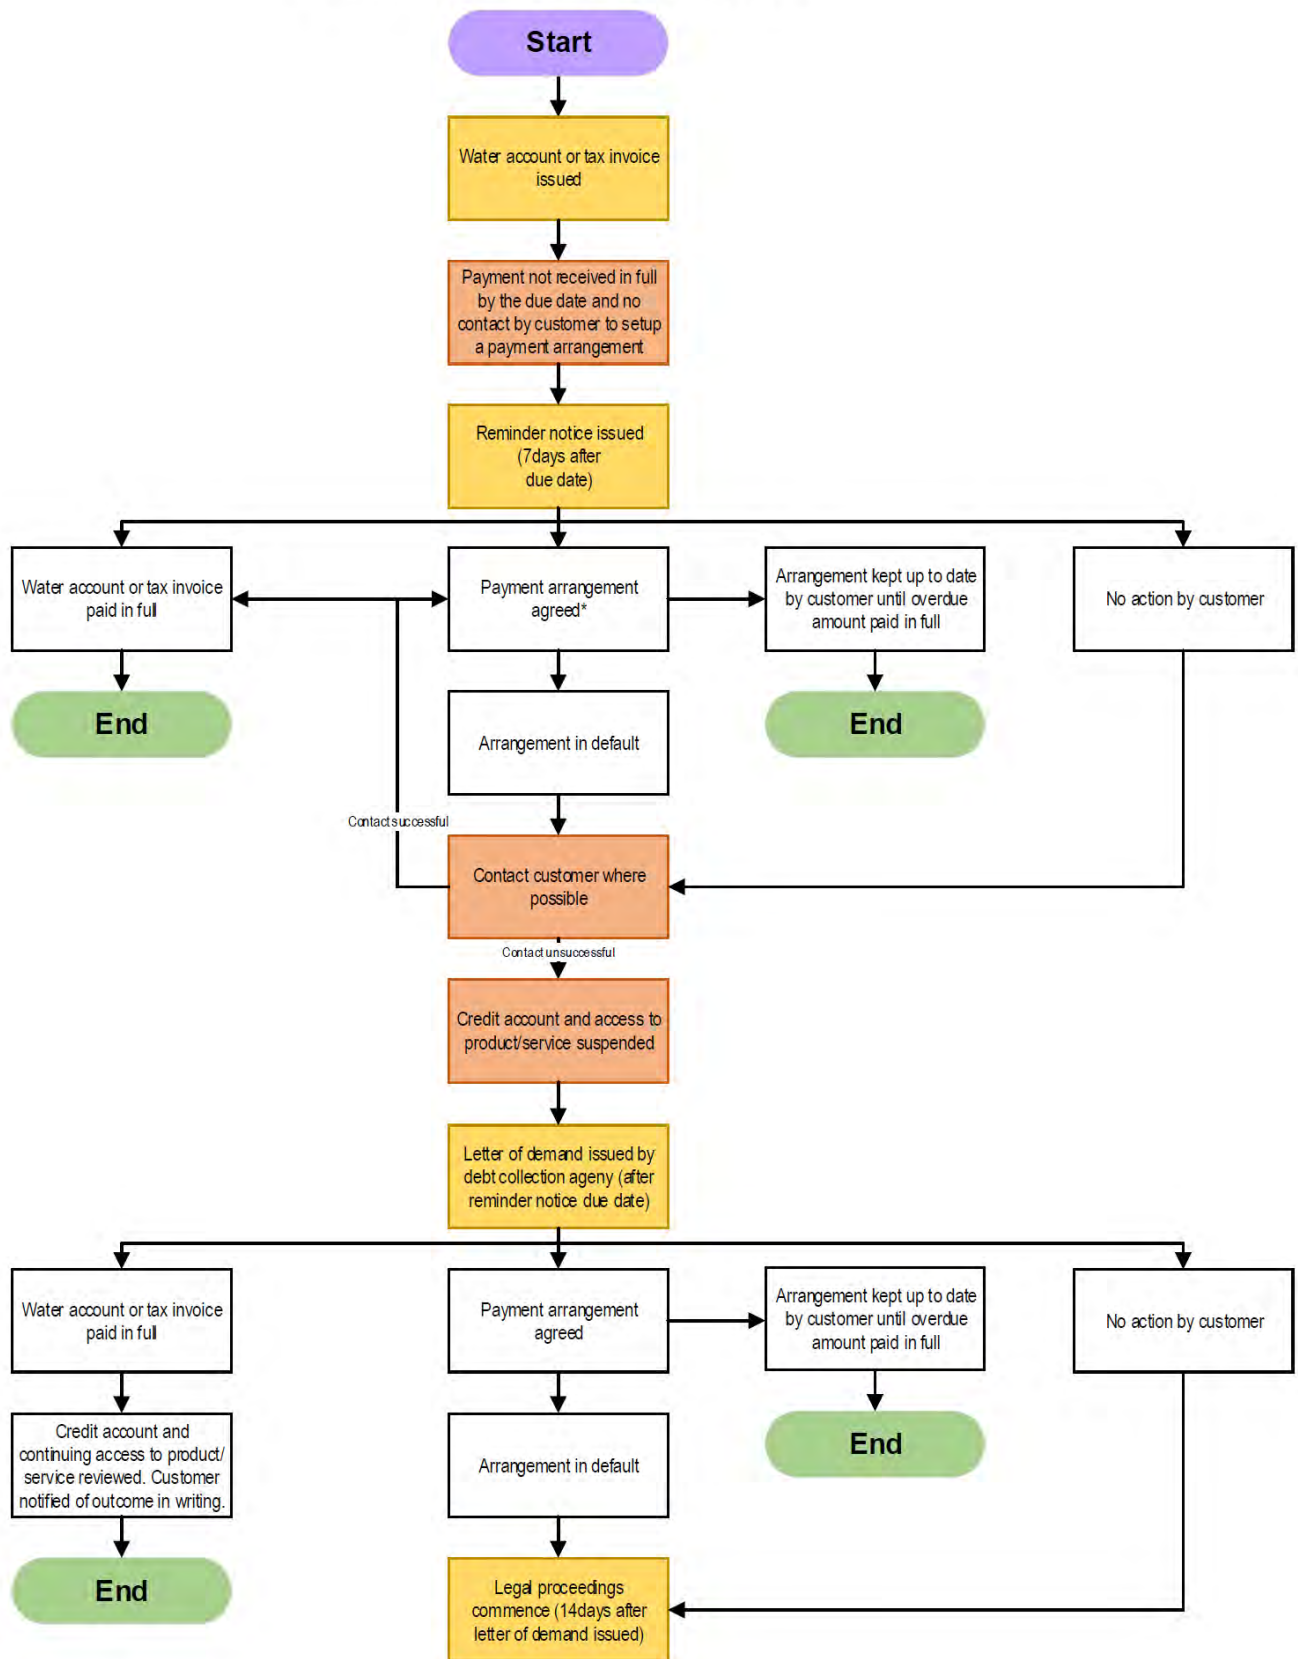 Start
Water account or tax invoice
issued
Payment not received in full
by the due date and no
contact by customer to setup
a payment arrangement
Reminder notice issued
(7days after
due date)
Water account or tax invoice
paid in full
Payment arrangement
agreed*
Arrangement kept up to date
by customer until overdue
amount paid in full
No action by customer
End
Arrangement in default
End
Contact successful
Contact customer where
possible
Contact unsuccessful
Credit account and access to
product/service suspended
Letter of demand issued by
debt collection ageny (after
reminder notice due date)
Water account or tax invoice
paid in full
Payment arrangement
agreed
Arrangement kept up to date
by customer until overdue
amount paid in full
No action by customer
Credit account and
continuing access to product/
service reviewed. Customer
notified of outcome in writing.
Arrangement in default
End
End
Legal proceedings
commence (14days after
letter of demand issued)